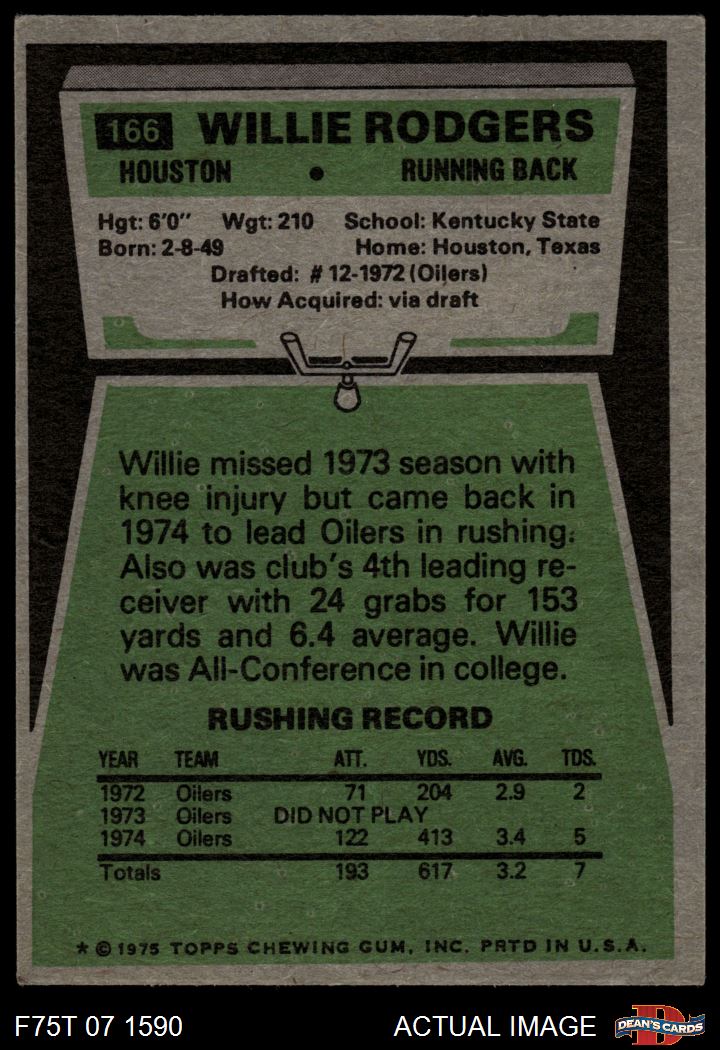 166 WILLIE RODGERS
HOUSTON • RUNNING BACK
Hgt: 6'0" Wgt: 210 School: Kentucky State
Born: 2-8-49 Home: Houston, Texas
Drafted: # 12-1972 (Oilers)
How Acquired: via draft
Willie missed 1973 season with
knee injury but came back in
1974 to lead Oilers in rushing.
Also was club's 4th leading re-
ceiver with 24 grabs for 153
yards and 6.4 average. Willie
was All-Conference in college.
RUSHING RECORD
YEAR TEAM ATT. YDS. AVG. TDS.
1972 Oilers 71 204 2.9 2
1973 Oilers DID NOT PLAY
1974 Oilers 122 413 3.4 5
Totals 193 617 3.2 7
* © 1975 TOPPS CHEWING GUM, INC. PRTD IN U.S.A.
F75T 07 1590 ACTUAL IMAGE D DEAN'S CARDS